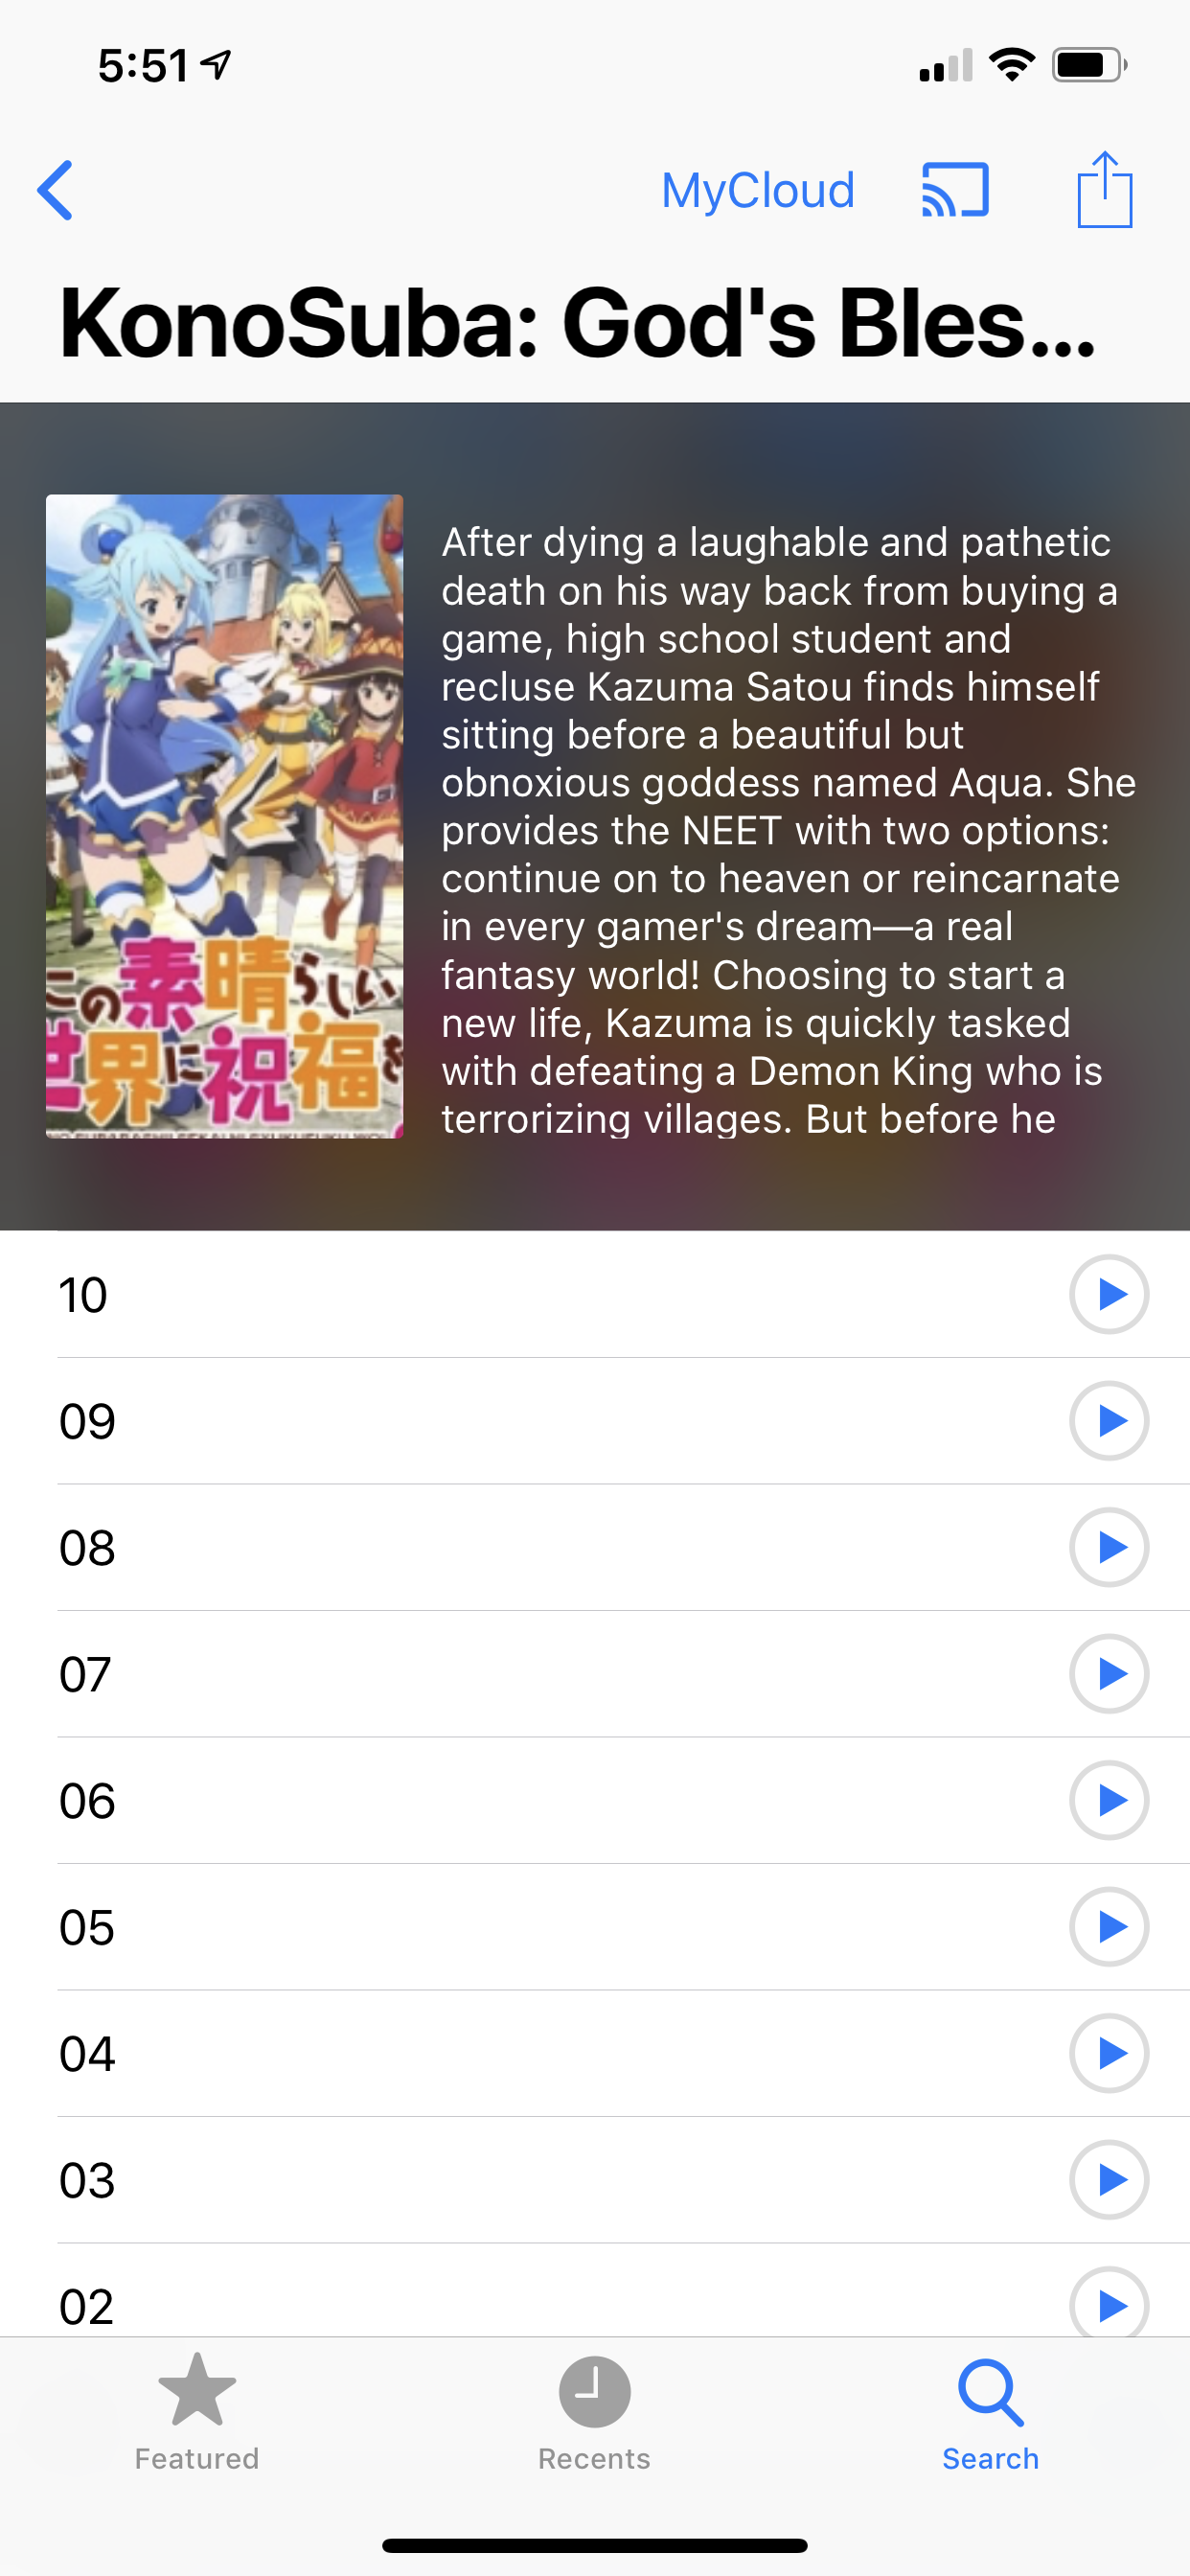 5:51
MyCloud
KonoSuba: God's Bles...
After dying a laughable and pathetic
death on his way back from buying a
game, high school student and
recluse Kazuma Satou finds himself
sitting before a beautiful but
obnoxious goddess named Aqua. She
provides the NEET with two options:
continue on to heaven or reincarnate
in every gamer's dream—a real
fantasy world! Choosing to start a
new life, Kazuma is quickly tasked
with defeating a Demon King who is
terrorizing villages. But before he
この素晴らしい
世界に祝福を
10
09
08
07
06
05
04
03
02
Featured
Recents
Search